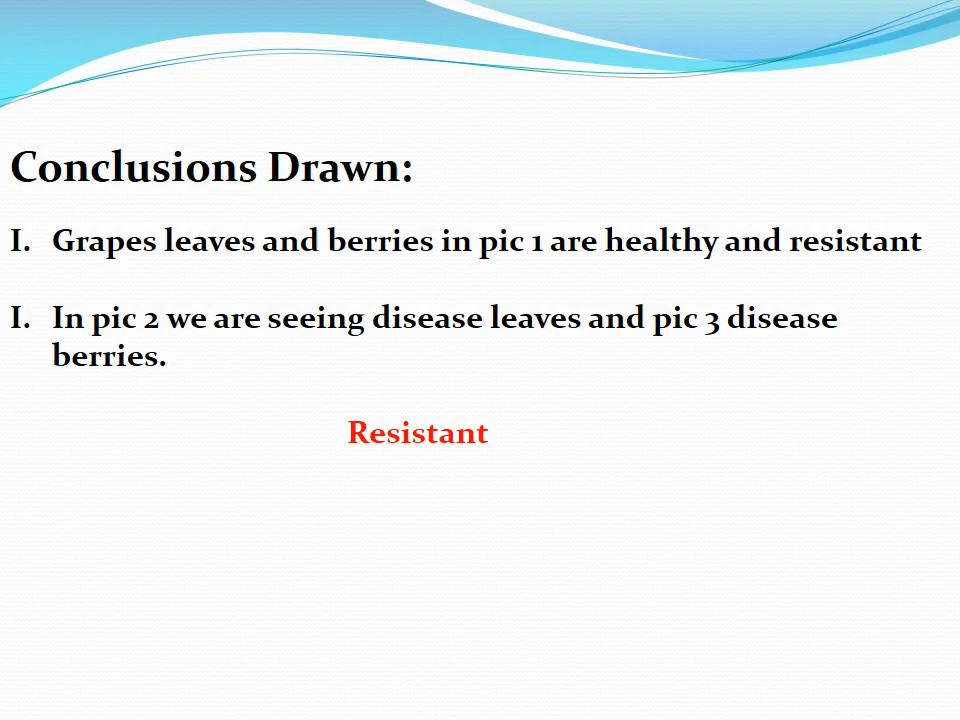 Conclusions Drawn:
I. Grapes leaves and berries in pic 1 are healthy and resistant
I. In pic 2 we are seeing disease leaves and pic 3 disease
berries.
Resistant